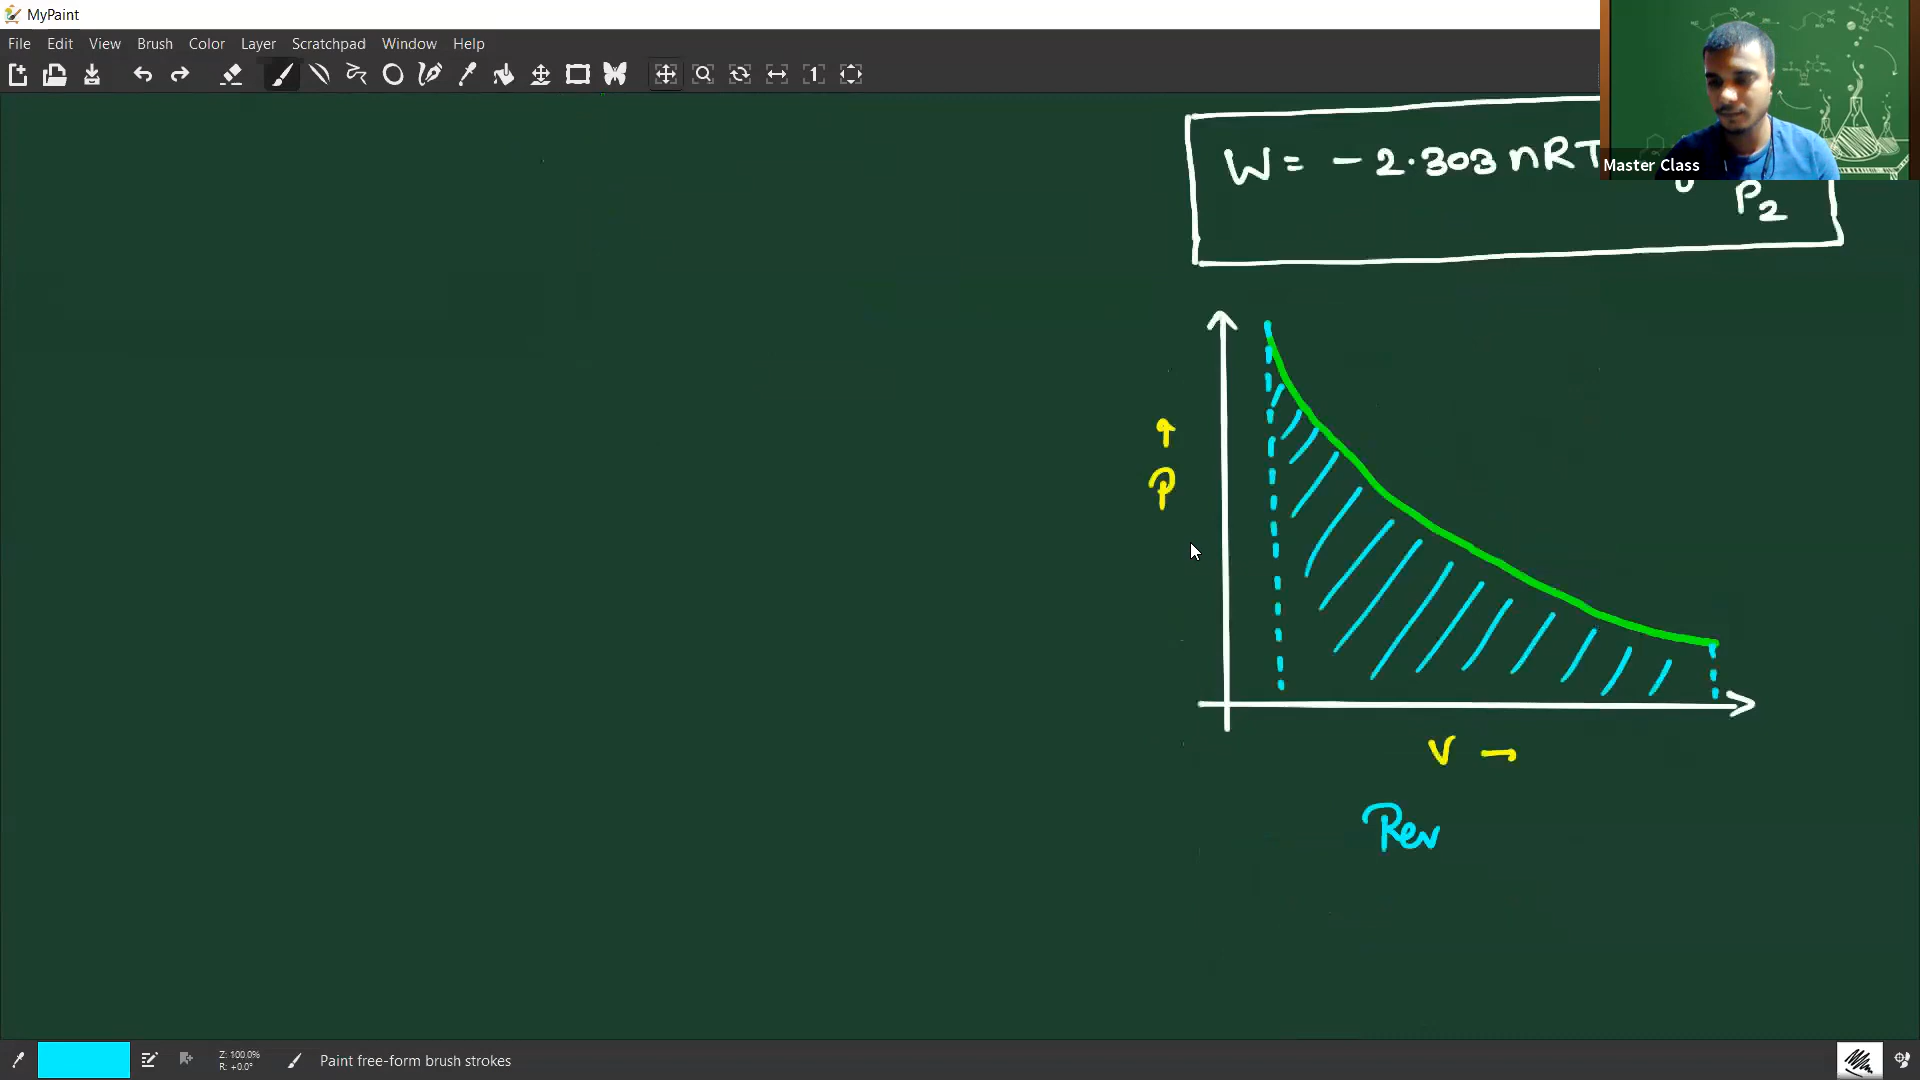 MyPaint
File Edit View Brush Color Layer Scratchpad Window Help
1
Master Class
W = - 2.303 nRT
P2
↑
P
V →
Rev
Z: 100.0%
R: +0.0°
Paint free-form brush strokes